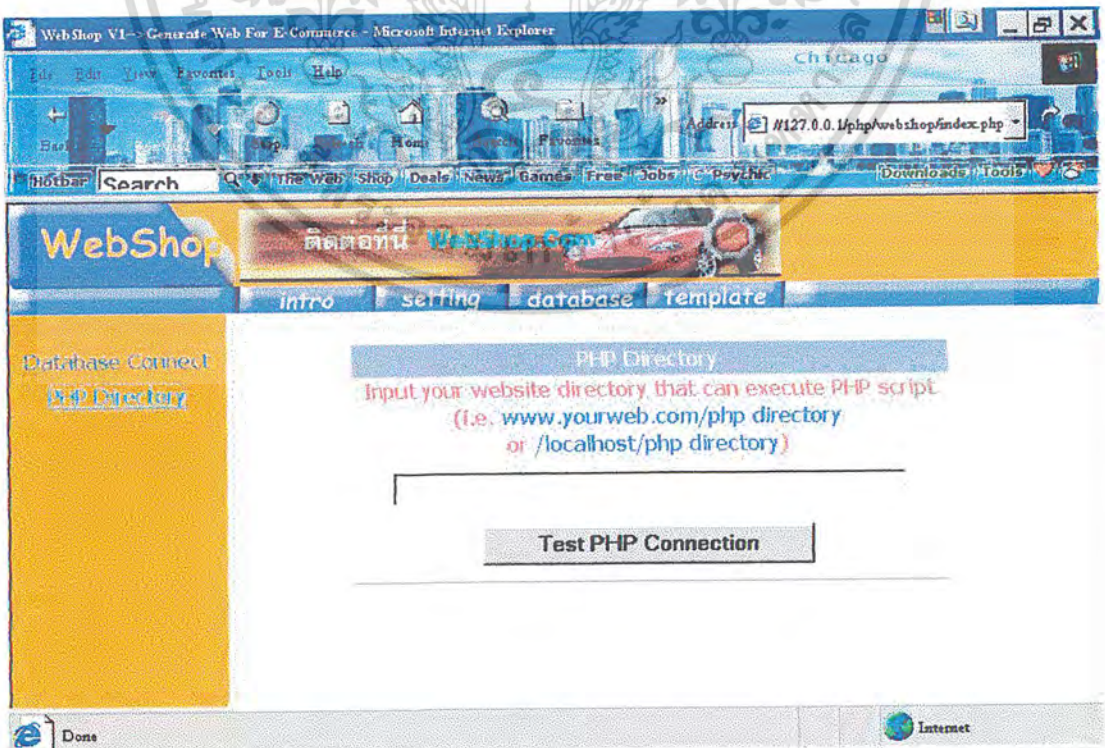 WebShop V1--> Generate Web For E-Commerce - Microsoft Internet Explorer
Chicago
File Edit View Favorites Tools Help
Stop Search Home Search Favorites » Address //127.0.0.1/php/webshop/index.php
Hotbar Search The Web Shop Deals News Games Free Jobs Psychic Downloads Tools
WebShop
ติดต่อที่นี่ WebShop.Com
intro setting database template
Database Connect
PHP Directory
PHP Directory
Input your website directory that can execute PHP script
(i.e. www.yourweb.com/php directory
or /localhost/php directory)
Test PHP Connection
Done
Internet